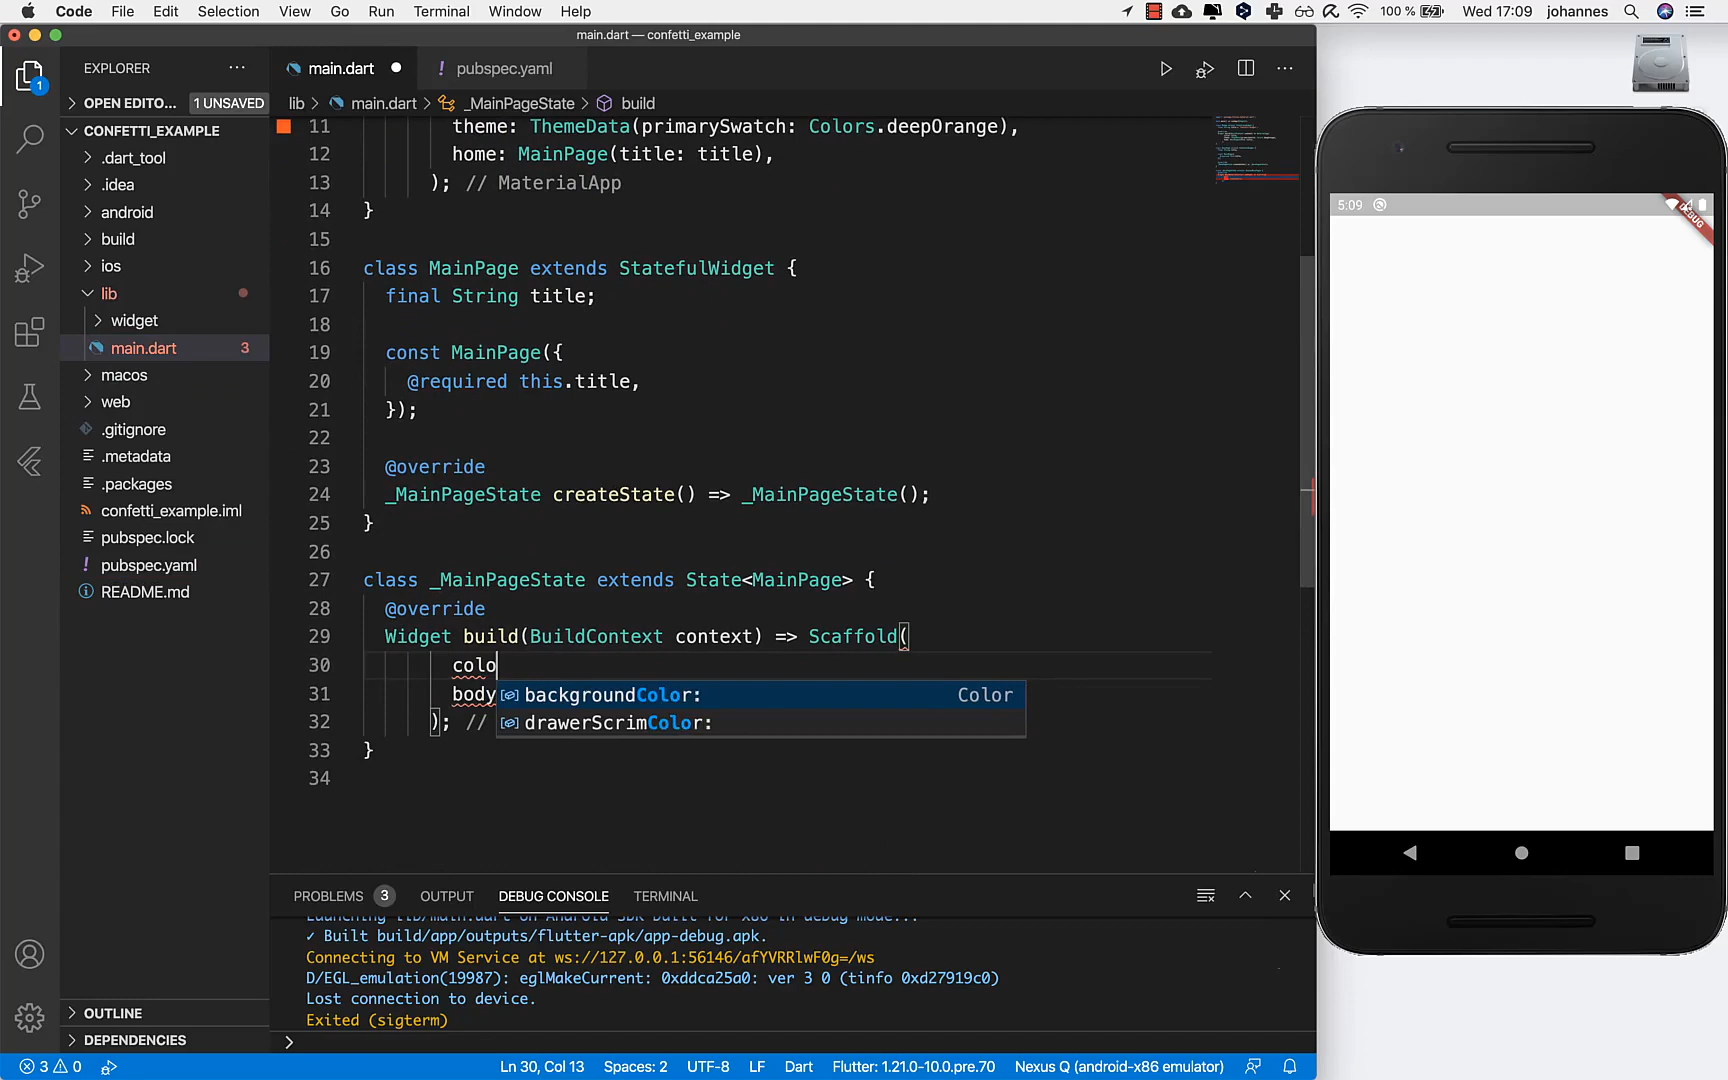 Code File Edit Selection View Go Run Terminal Window Help 100 % Wed 17:09 johannes
main.dart — confetti_example
EXPLORER ···
main.dart
! pubspec.yaml
OPEN EDITO... 1 UNSAVED
CONFETTI_EXAMPLE
.dart_tool
.idea
android
build
ios
lib
widget
main.dart 3
macos
web
.gitignore
.metadata
.packages
confetti_example.iml
pubspec.lock
! pubspec.yaml
README.md
OUTLINE
DEPENDENCIES
1
lib > main.dart > _MainPageState > build
11 theme: ThemeData(primarySwatch: Colors.deepOrange),
12 home: MainPage(title: title),
13 ); // MaterialApp
14 }
15
16 class MainPage extends StatefulWidget {
17 final String title;
18
19 const MainPage({
20 @required this.title,
21 });
22
23 @override
24 _MainPageState createState() => _MainPageState();
25 }
26
27 class _MainPageState extends State<MainPage> {
28 @override
29 Widget build(BuildContext context) => Scaffold(
30 colo
31 body
32 ); //
33 }
34
backgroundColor: Color
drawerScrimColor:
PROBLEMS 3 OUTPUT DEBUG CONSOLE TERMINAL
Launching lib/main.dart on Android SDK built for x86 in debug mode...
✓ Built build/app/outputs/flutter-apk/app-debug.apk.
Connecting to VM Service at ws://127.0.0.1:56146/afYVRRlwF0g=/ws
D/EGL_emulation(19987): eglMakeCurrent: 0xddca25a0: ver 3 0 (tinfo 0xd27919c0)
Lost connection to device.
Exited (sigterm)
>
3 0 Ln 30, Col 13 Spaces: 2 UTF-8 LF Dart Flutter: 1.21.0-10.0.pre.70 Nexus Q (android-x86 emulator)
5:09
DEBUG